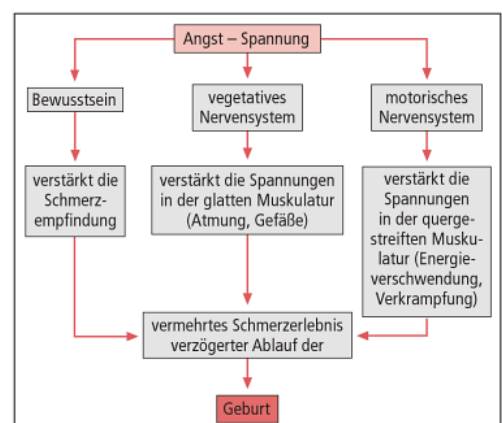 Angst – Spannung
Bewusstsein
vegetatives
Nervensystem
motorisches
Nervensystem
verstärkt die
Schmerz-
empfindung
verstärkt die Spannungen
in der glatten Muskulatur
(Atmung, Gefäße)
verstärkt die
Spannungen
in der querge-
streiften Musku-
latur (Energie-
verschwendung,
Verkrampfung)
vermehrtes Schmerzerlebnis
verzögerter Ablauf der
Geburt